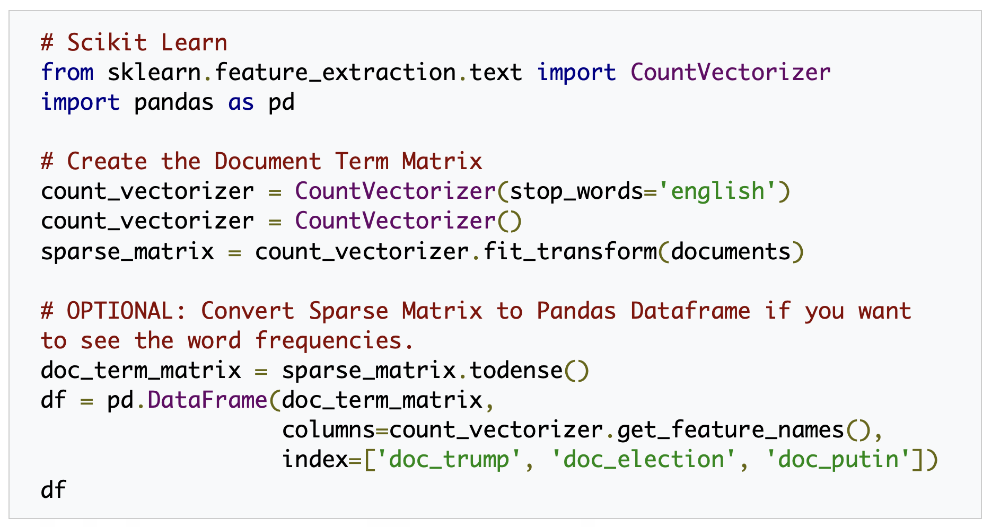 # Scikit Learn
from sklearn.feature_extraction.text import CountVectorizer
import pandas as pd
# Create the Document Term Matrix
count_vectorizer = CountVectorizer(stop_words='english')
count_vectorizer = CountVectorizer()
sparse_matrix = count_vectorizer.fit_transform(documents)
# OPTIONAL: Convert Sparse Matrix to Pandas Dataframe if you want
to see the word frequencies.
doc_term_matrix = sparse_matrix.todense()
df = pd.DataFrame(doc_term_matrix,
                  columns=count_vectorizer.get_feature_names(),
                  index=['doc_trump', 'doc_election', 'doc_putin'])
df